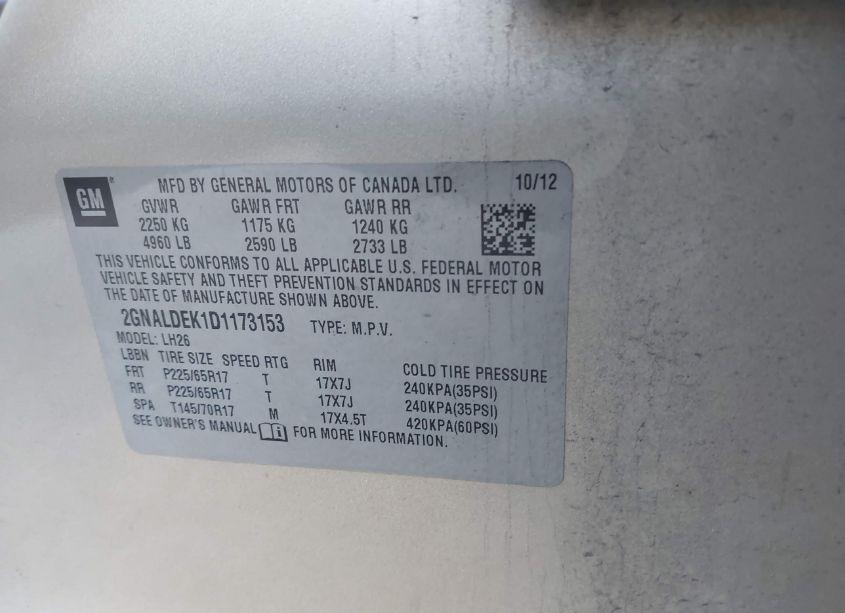 GM
MFD BY GENERAL MOTORS OF CANADA LTD. 10/12
GVWR GAWR FRT GAWR RR
2250 KG 1175 KG 1240 KG
4960 LB 2590 LB 2733 LB
THIS VEHICLE CONFORMS TO ALL APPLICABLE U.S. FEDERAL MOTOR
VEHICLE SAFETY AND THEFT PREVENTION STANDARDS IN EFFECT ON
THE DATE OF MANUFACTURE SHOWN ABOVE.
2GNALDEK1D1173153 TYPE: M.P.V.
MODEL: LH26
LBBN TIRE SIZE SPEED RTG RIM COLD TIRE PRESSURE
FRT P225/65R17 T 17X7J 240KPA(35PSI)
RR P225/65R17 T 17X7J 240KPA(35PSI)
SPA T145/70R17 M 17X4.5T 420KPA(60PSI)
SEE OWNER'S MANUAL FOR MORE INFORMATION.